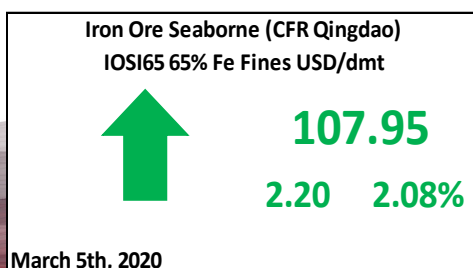 Iron Ore Seaborne (CFR Qingdao)
IOSI65 65% Fe Fines USD/dmt
107.95
2.20 2.08%
March 5th, 2020